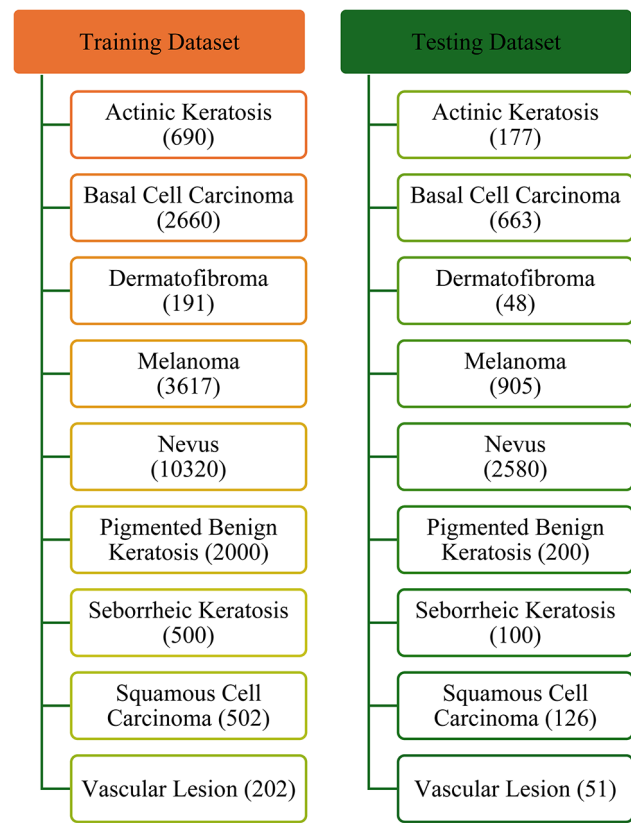 Training Dataset
Actinic Keratosis
(690)
Basal Cell Carcinoma
(2660)
Dermatofibroma
(191)
Melanoma
(3617)
Nevus
(10320)
Pigmented Benign
Keratosis (2000)
Seborrheic Keratosis
(500)
Squamous Cell
Carcinoma (502)
Vascular Lesion (202)
Testing Dataset
Actinic Keratosis
(177)
Basal Cell Carcinoma
(663)
Dermatofibroma
(48)
Melanoma
(905)
Nevus
(2580)
Pigmented Benign
Keratosis (200)
Seborrheic Keratosis
(100)
Squamous Cell
Carcinoma (126)
Vascular Lesion (51)